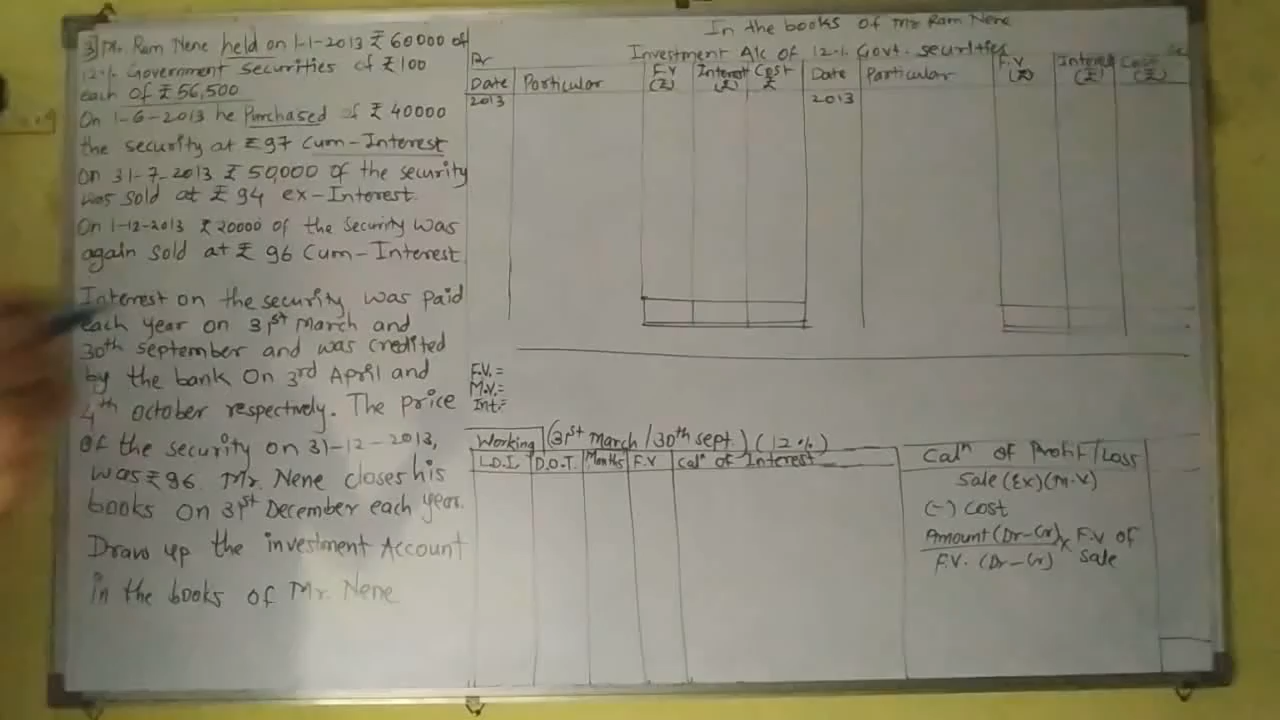 3) Mr. Ram Nene held on 1-1-2013 ₹ 60000 of
12% Government securities of ₹100
each of ₹ 56,500
On 1-6-2013 he Purchased of ₹ 40000
the security at ₹97 Cum-Interest
On 31-7-2013 ₹ 50,000 of the security
was sold at ₹ 94 ex-Interest.
On 1-12-2013 ₹ 20000 of the security was
again sold at ₹ 96 Cum-Interest
Interest on the security was paid
each year on 31st March and
30th september and was credited
by the bank On 3rd April and
4th october respectively. The price
of the security on 31-12-2013,
was ₹96. Mr. Nene closes his
books on 31st December each year.
Draw up the investment Account
in the books of Mr. Nene
In the books of Mr Ram Nene
Investment A/c of 12% Govt. securities
Dr Cr
Date Particular F.V (₹) Interest (₹) Cost ₹ Date Particular F.V. (₹) Interest (₹) Cost (₹)
2013 2013
F.V. =
M.V. =
Int. =
Working (31st March / 30th sept.) (12%)
L.D.I. D.O.T. Months F.V Calⁿ of Interest
Calⁿ of Profit/Loss
Sale (Ex) (M.V)
(-) Cost
Amount (Dr-Cr) x F.V of
F.V. (Dr-Cr) Sale